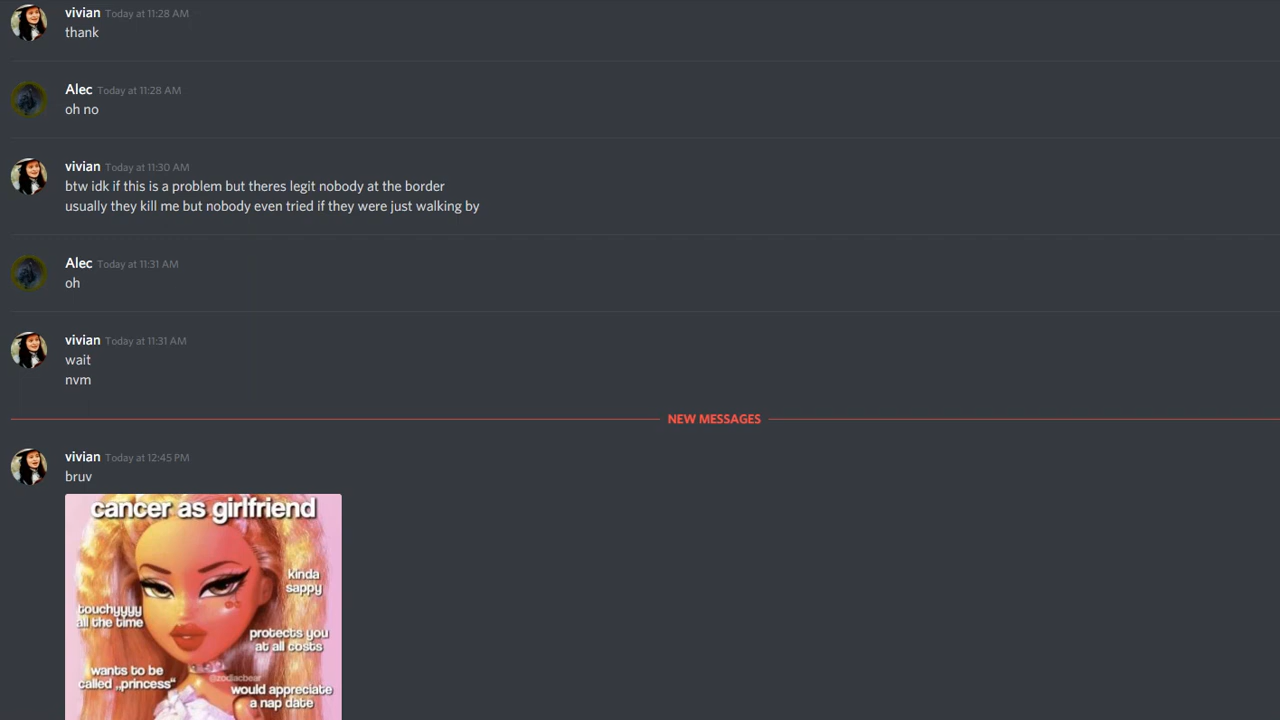 vivian Today at 11:28 AM
thank
Alec Today at 11:28 AM
oh no
vivian Today at 11:30 AM
btw idk if this is a problem but theres legit nobody at the border
usually they kill me but nobody even tried if they were just walking by
Alec Today at 11:31 AM
oh
vivian Today at 11:31 AM
wait
nvm
NEW MESSAGES
vivian Today at 12:45 PM
bruv
cancer as girlfriend
kinda
sappy
touchyyyy
all the time
protects you
at all costs
wants to be
called „princess“
@zodiacbear
would appreciate
a nap date